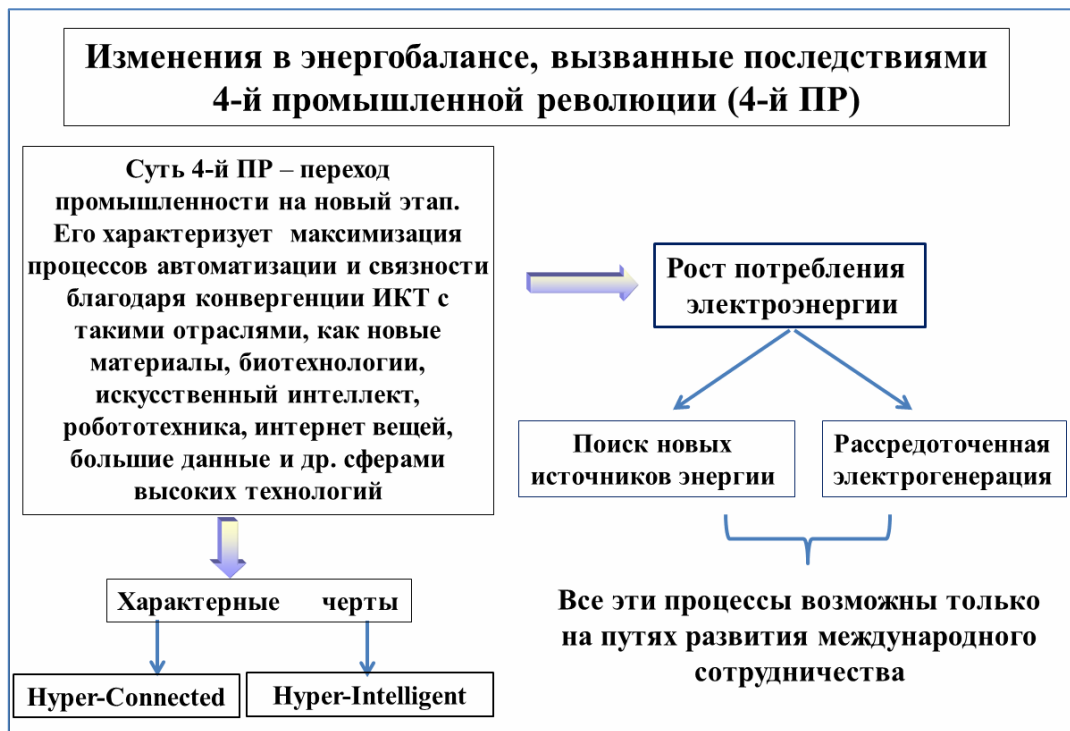 Изменения в энергобалансе, вызванные последствиями
4-й промышленной революции (4-й ПР)
Суть 4-й ПР – переход
промышленности на новый этап.
Его характеризует максимизация
процессов автоматизации и связности
благодаря конвергенции ИКТ с
такими отраслями, как новые
материалы, биотехнологии,
искусственный интеллект,
робототехника, интернет вещей,
большие данные и др. сферами
высоких технологий
Рост потребления
электроэнергии
Поиск новых
источников энергии
Рассредоточенная
электрогенерация
Характерные черты
Hyper-Connected
Hyper-Intelligent
Все эти процессы возможны только
на путях развития международного
сотрудничества